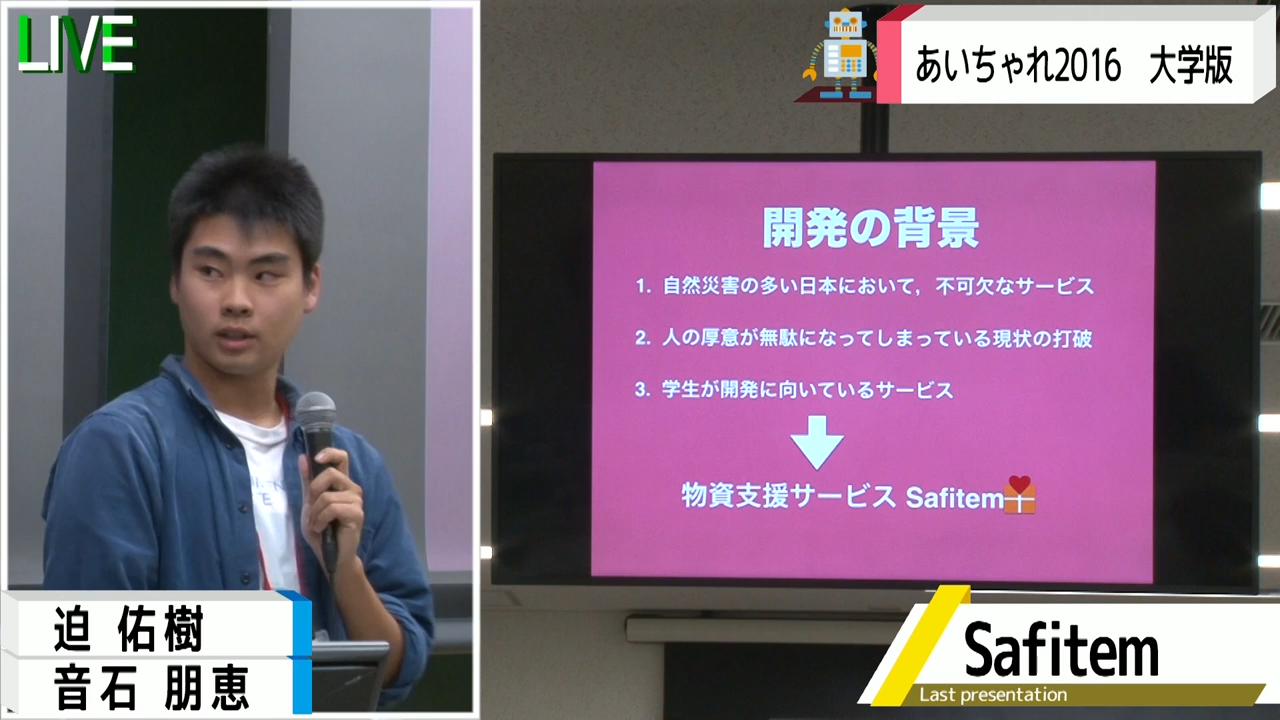 LIVE
あいちゃれ2016 大学版
開発の背景
1. 自然災害の多い日本において，不可欠なサービス
2. 人の厚意が無駄になってしまっている現状の打破
3. 学生が開発に向いているサービス
物資支援サービス Safitem
迫 佑樹
音石 朋恵
Safitem
Last presentation